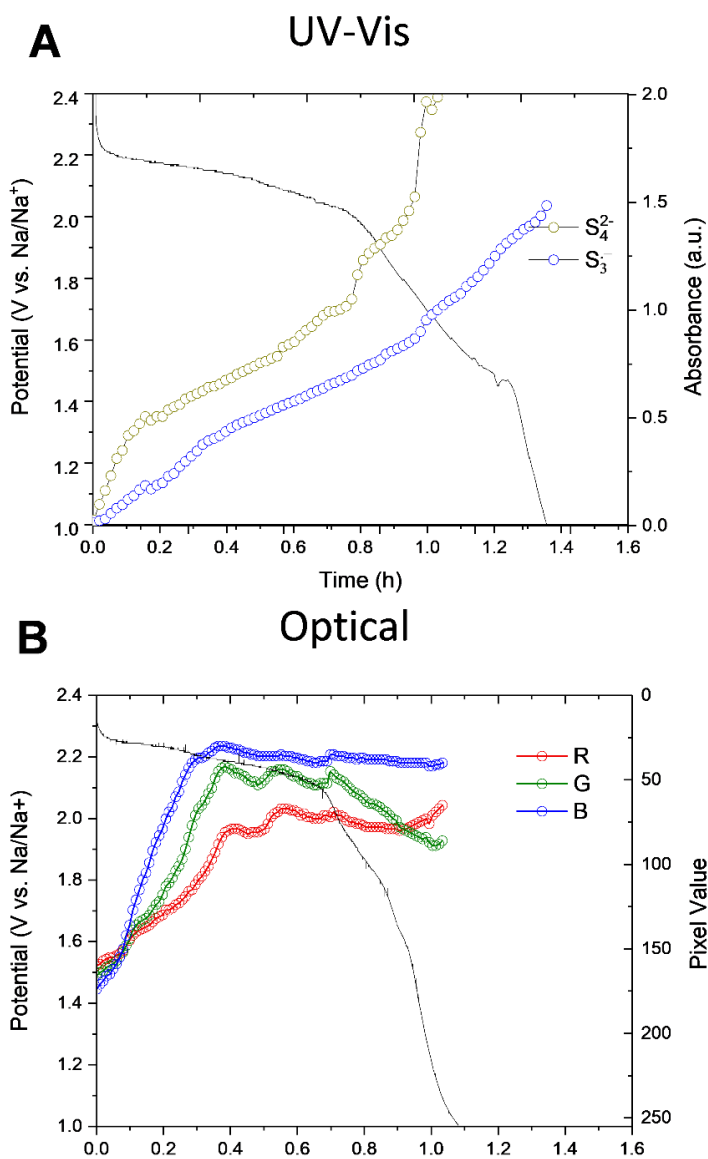 A
UV-Vis
2.4
2.2
2.0
1.8
1.6
1.4
1.2
1.0
Potential (V vs. Na/Na⁺)
2.0
1.5
1.0
0.5
0.0
Absorbance (a.u.)
S₄²⁻
S₃⁻
0.0 0.2 0.4 0.6 0.8 1.0 1.2 1.4 1.6
Time (h)
B
Optical
2.4
2.2
2.0
1.8
1.6
1.4
1.2
1.0
Potential (V vs. Na/Na+)
0
50
100
150
200
250
Pixel Value
R
G
B
0.0 0.2 0.4 0.6 0.8 1.0 1.2 1.4 1.6